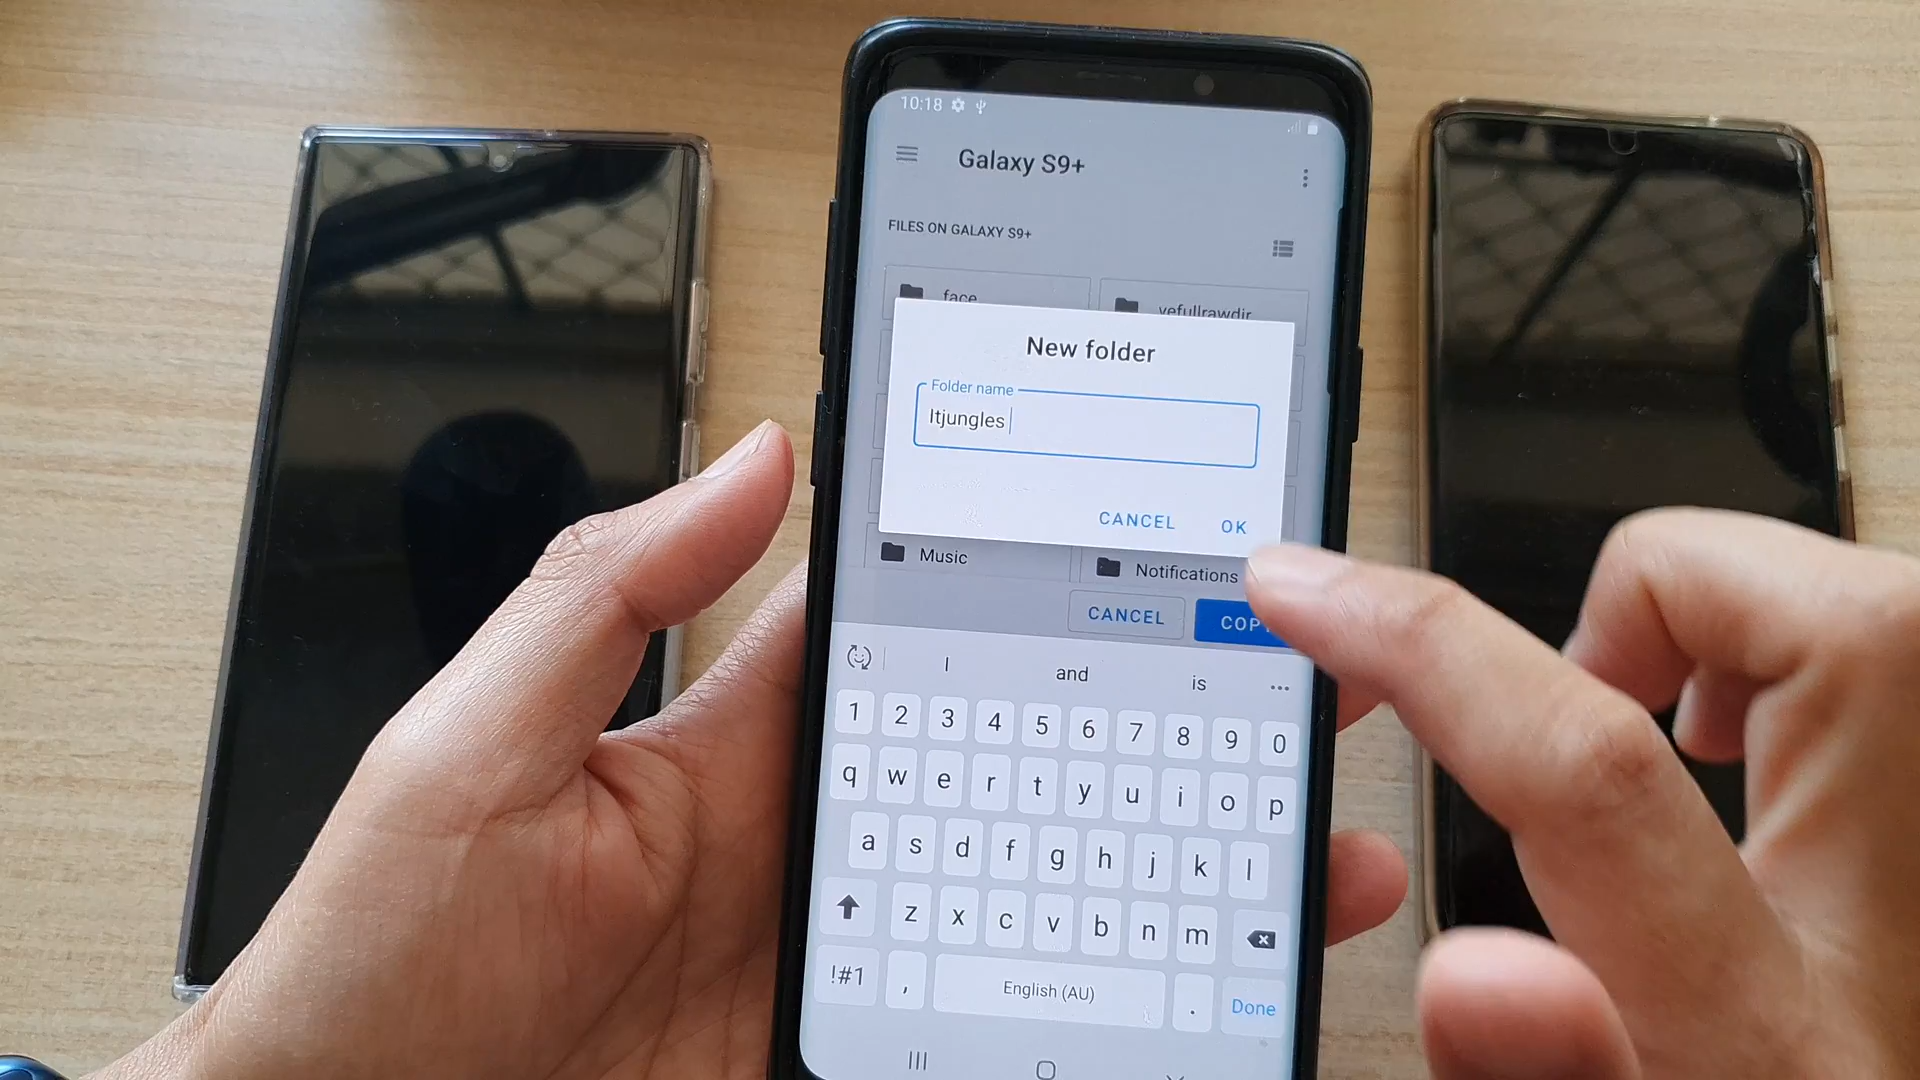 10:18
Galaxy S9+
FILES ON GALAXY S9+
face
vefullrawdir
New folder
Folder name
Itjungles
CANCEL OK
Music
Notifications
CANCEL COPY
I and is
1 2 3 4 5 6 7 8 9 0
q w e r t y u i o p
a s d f g h j k l
z x c v b n m
!#1 , English (AU) . Done